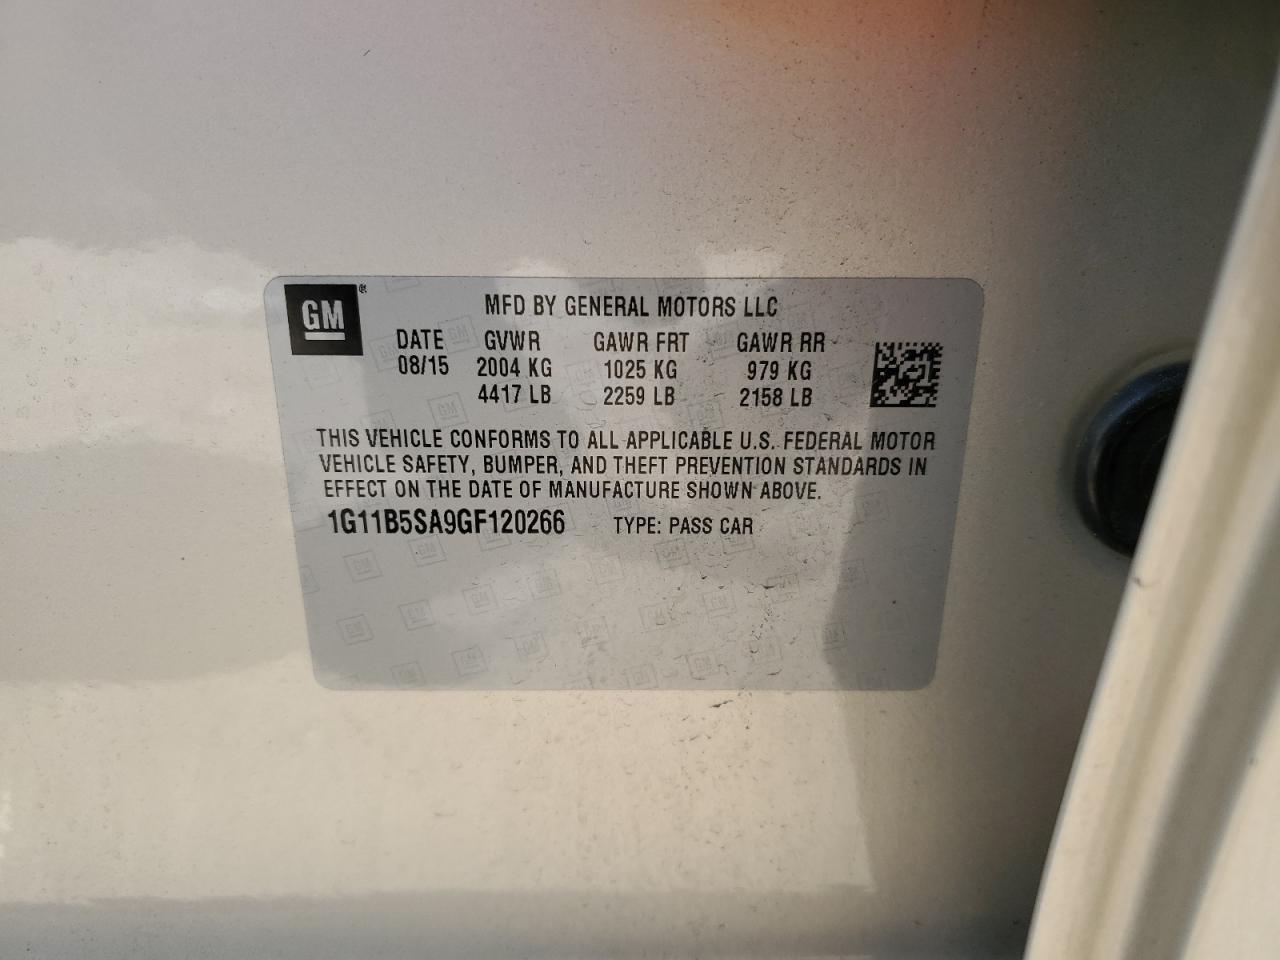 GM®
MFD BY GENERAL MOTORS LLC
DATE GVWR GAWR FRT GAWR RR
08/15 2004 KG 1025 KG 979 KG
4417 LB 2259 LB 2158 LB
THIS VEHICLE CONFORMS TO ALL APPLICABLE U.S. FEDERAL MOTOR
VEHICLE SAFETY, BUMPER, AND THEFT PREVENTION STANDARDS IN
EFFECT ON THE DATE OF MANUFACTURE SHOWN ABOVE.
1G11B5SA9GF120266 TYPE: PASS CAR